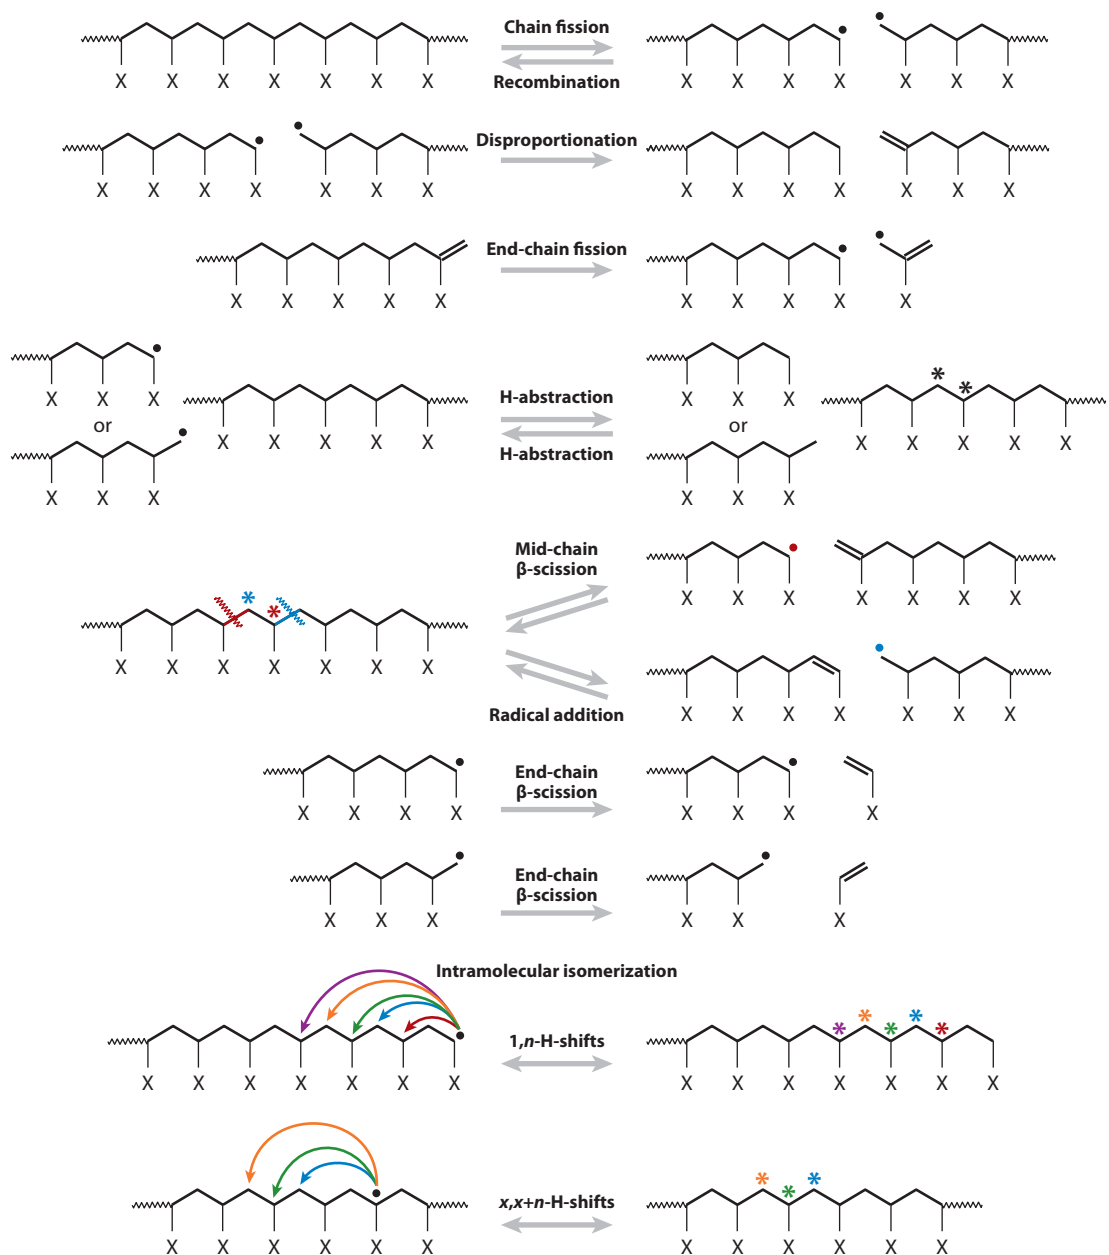 Chain fission
Recombination
X X X X X X X
X X X X X X X
Disproportionation
X X X X X X X
X X X X X X X
End-chain fission
X X X X X
X X X X X
X X X
X X X
H-abstraction
or
X X X X X
or
X X X X X
H-abstraction
X X X
X X X
Mid-chain
β-scission
X X X X X X X
X X X X X X X
Radical addition
X X X X X X X
End-chain
β-scission
X X X X
X X X X
End-chain
β-scission
X X X
X X X
Intramolecular isomerization
1,n-H-shifts
X X X X X X X
X X X X X X X
x,x+n-H-shifts
X X X X X X
X X X X X X